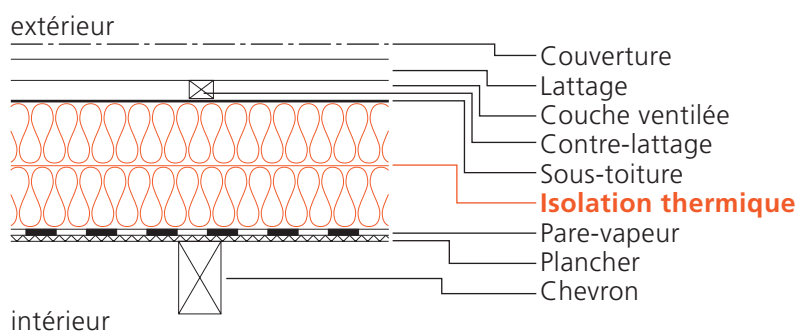 extérieur
Couverture
Lattage
Couche ventilée
Contre-lattage
Sous-toiture
Isolation thermique
Pare-vapeur
Plancher
Chevron
intérieur